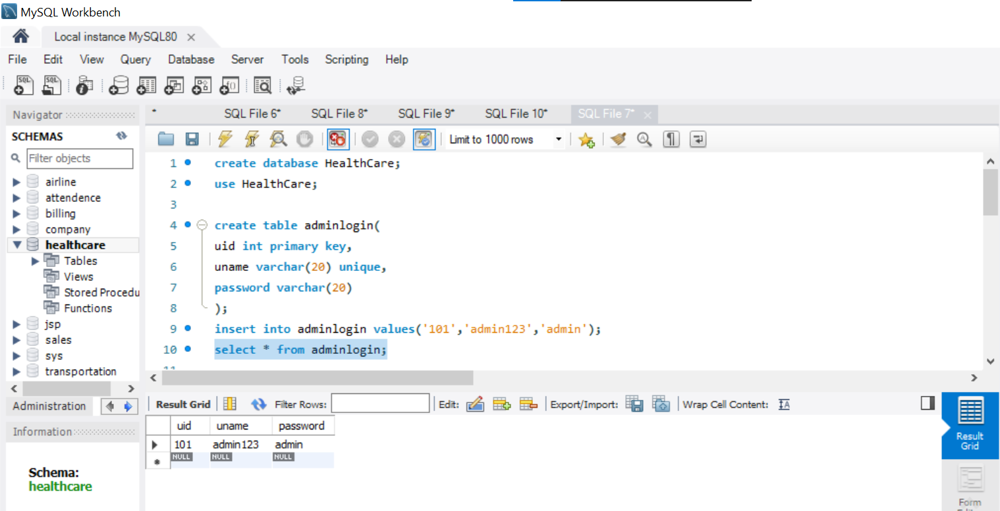 MySQL Workbench
Local instance MySQL80
File Edit View Query Database Server Tools Scripting Help
Navigator
SCHEMAS
Filter objects
airline
attendence
billing
company
healthcare
Tables
Views
Stored Procedu
Functions
jsp
sales
sys
transportation
Administration
Information
Schema:
healthcare
* SQL File 6* SQL File 8* SQL File 9* SQL File 10* SQL File 7*
Limit to 1000 rows
1 create database HealthCare;
2 use HealthCare;
3
4 create table adminlogin(
5 uid int primary key,
6 uname varchar(20) unique,
7 password varchar(20)
8 );
9 insert into adminlogin values('101','admin123','admin');
10 select * from adminlogin;
11
Result Grid Filter Rows: Edit: Export/Import: Wrap Cell Content:
uid uname password
101 admin123 admin
NULL NULL NULL
Result
Grid
Form